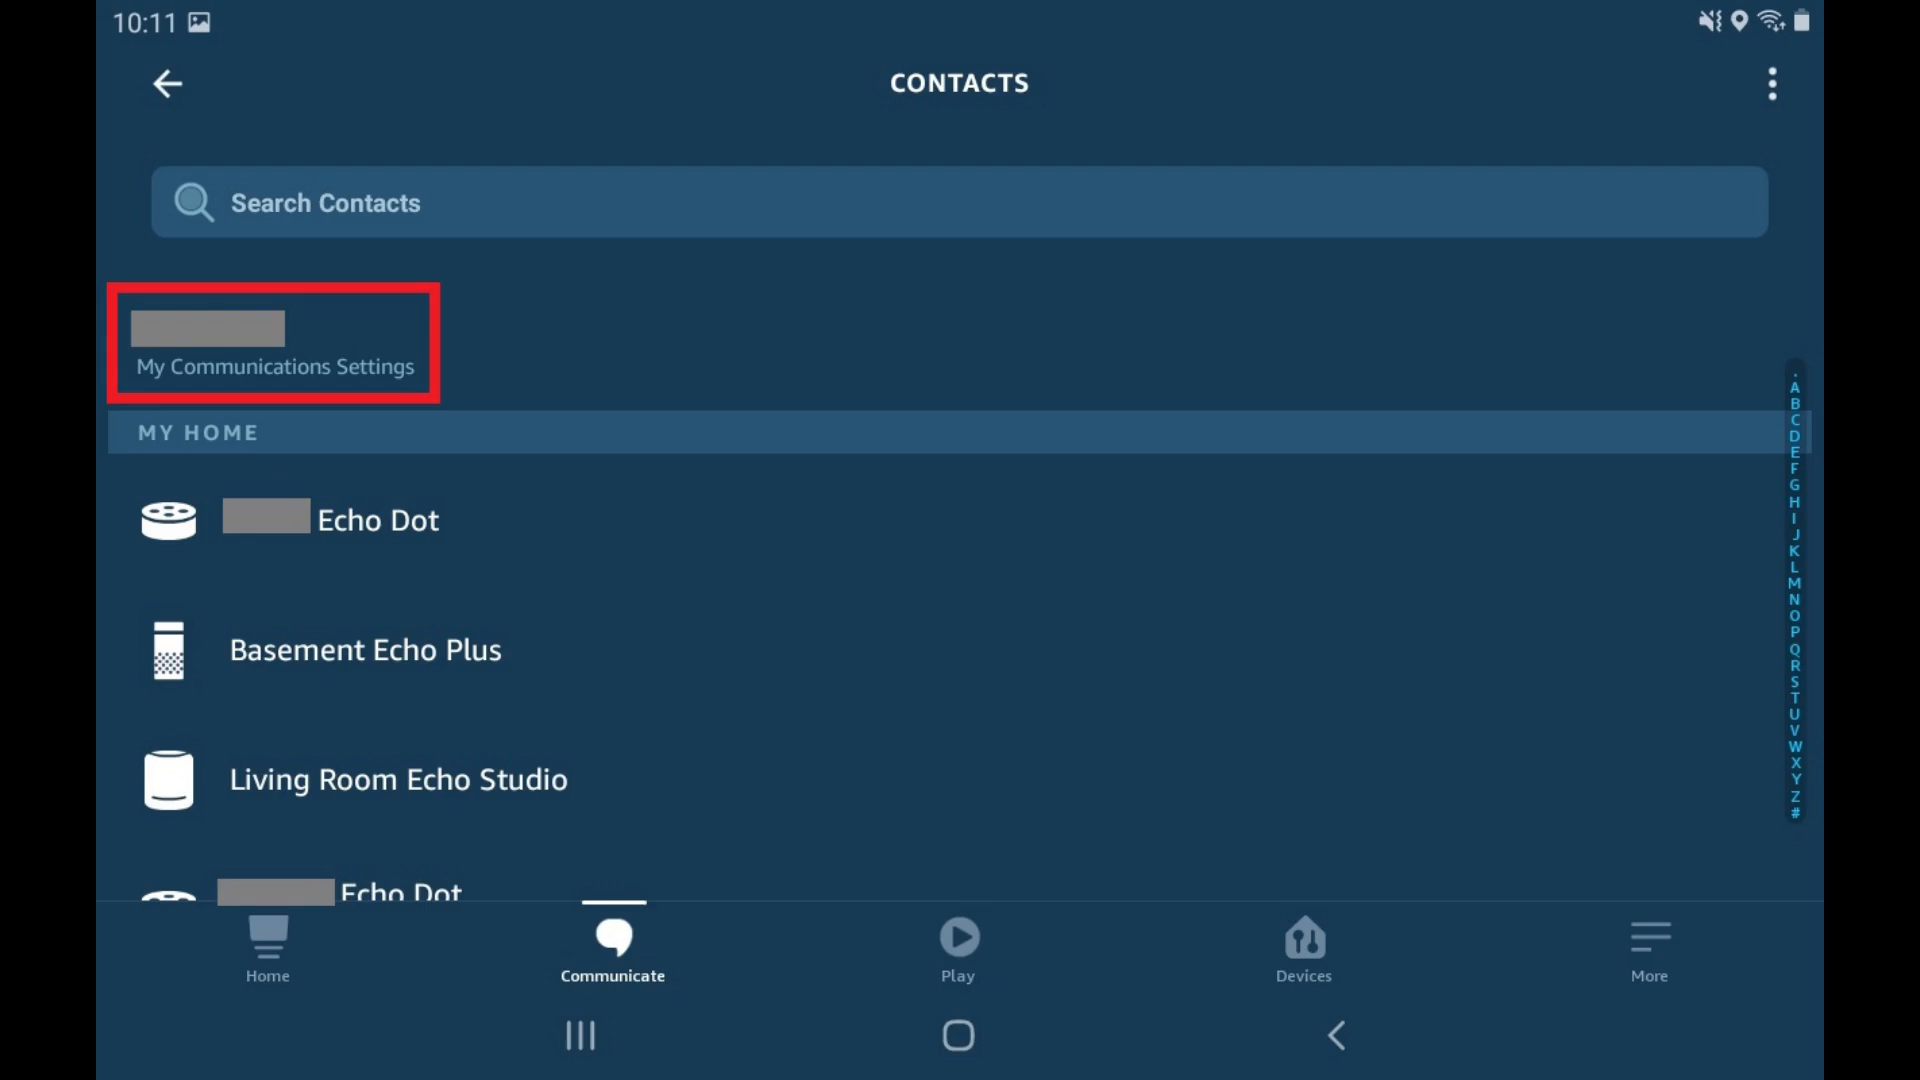 10:11
CONTACTS
Search Contacts
My Communications Settings
MY HOME
Echo Dot
Basement Echo Plus
Living Room Echo Studio
Echo Dot
.
A
B
C
D
E
F
G
H
I
J
K
L
M
N
O
P
Q
R
S
T
U
V
W
X
Y
Z
#
Home
Communicate
Play
Devices
More